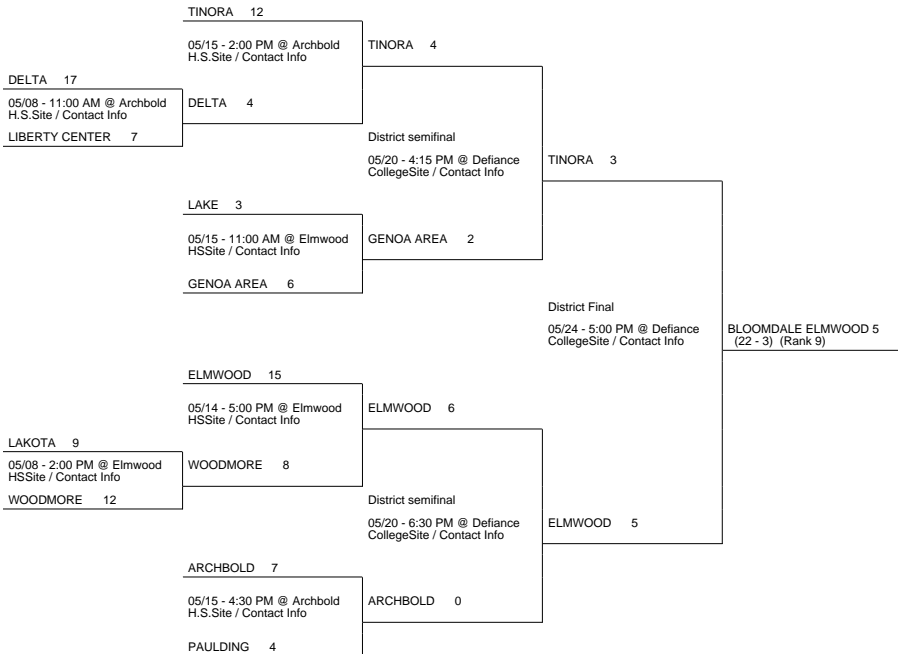 TINORA 12
05/15 - 2:00 PM @ Archbold
H.S.Site / Contact Info
TINORA 4
DELTA 17
05/08 - 11:00 AM @ Archbold
H.S.Site / Contact Info
DELTA 4
LIBERTY CENTER 7
District semifinal
05/20 - 4:15 PM @ Defiance
CollegeSite / Contact Info
TINORA 3
LAKE 3
05/15 - 11:00 AM @ Elmwood
HSSite / Contact Info
GENOA AREA 2
GENOA AREA 6
District Final
05/24 - 5:00 PM @ Defiance
CollegeSite / Contact Info
BLOOMDALE ELMWOOD 5
(22 - 3) (Rank 9)
ELMWOOD 15
05/14 - 5:00 PM @ Elmwood
HSSite / Contact Info
ELMWOOD 6
LAKOTA 9
05/08 - 2:00 PM @ Elmwood
HSSite / Contact Info
WOODMORE 8
WOODMORE 12
District semifinal
05/20 - 6:30 PM @ Defiance
CollegeSite / Contact Info
ELMWOOD 5
ARCHBOLD 7
05/15 - 4:30 PM @ Archbold
H.S.Site / Contact Info
ARCHBOLD 0
PAULDING 4